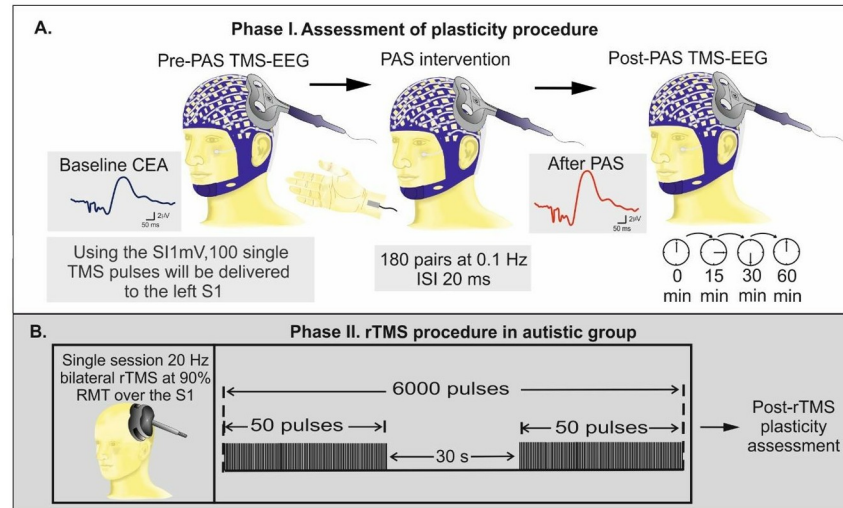 A.
Phase I. Assessment of plasticity procedure
Pre-PAS TMS-EEG
PAS intervention
Post-PAS TMS-EEG
Baseline CEA
2µV
50 ms
After PAS
2µV
50 ms
Using the SI1mV,100 single
TMS pulses will be delivered
to the left S1
180 pairs at 0.1 Hz
ISI 20 ms
0 15 30 60
min min min min
B.
Phase II. rTMS procedure in autistic group
Single session 20 Hz
bilateral rTMS at 90%
RMT over the S1
6000 pulses
50 pulses
50 pulses
30 s
Post-rTMS
plasticity
assessment